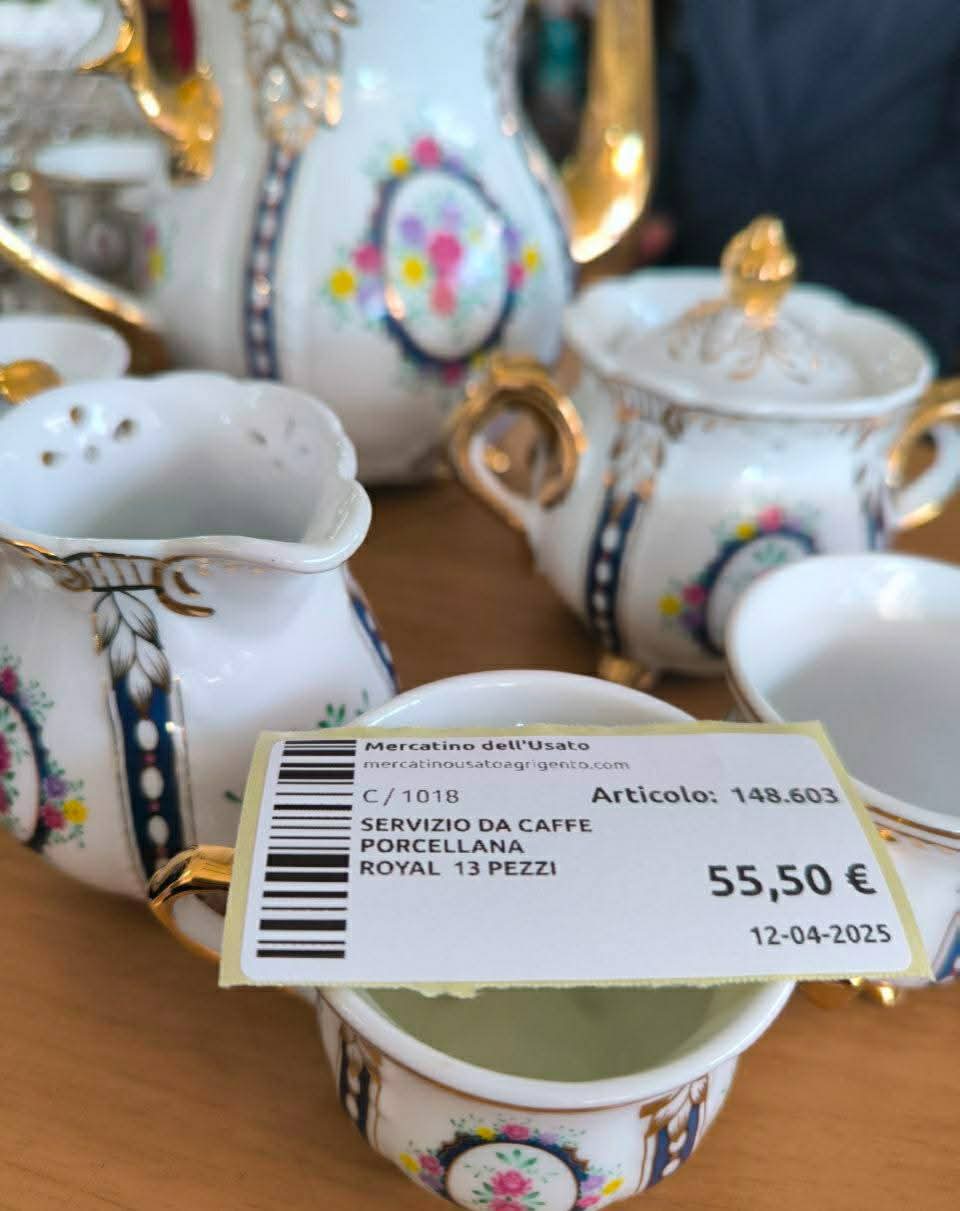 Mercatino dell'Usato
mercatinousatoagrigento.com
C / 1018 Articolo: 148.603
SERVIZIO DA CAFFE
PORCELLANA
ROYAL 13 PEZZI
55,50 €
12-04-2025